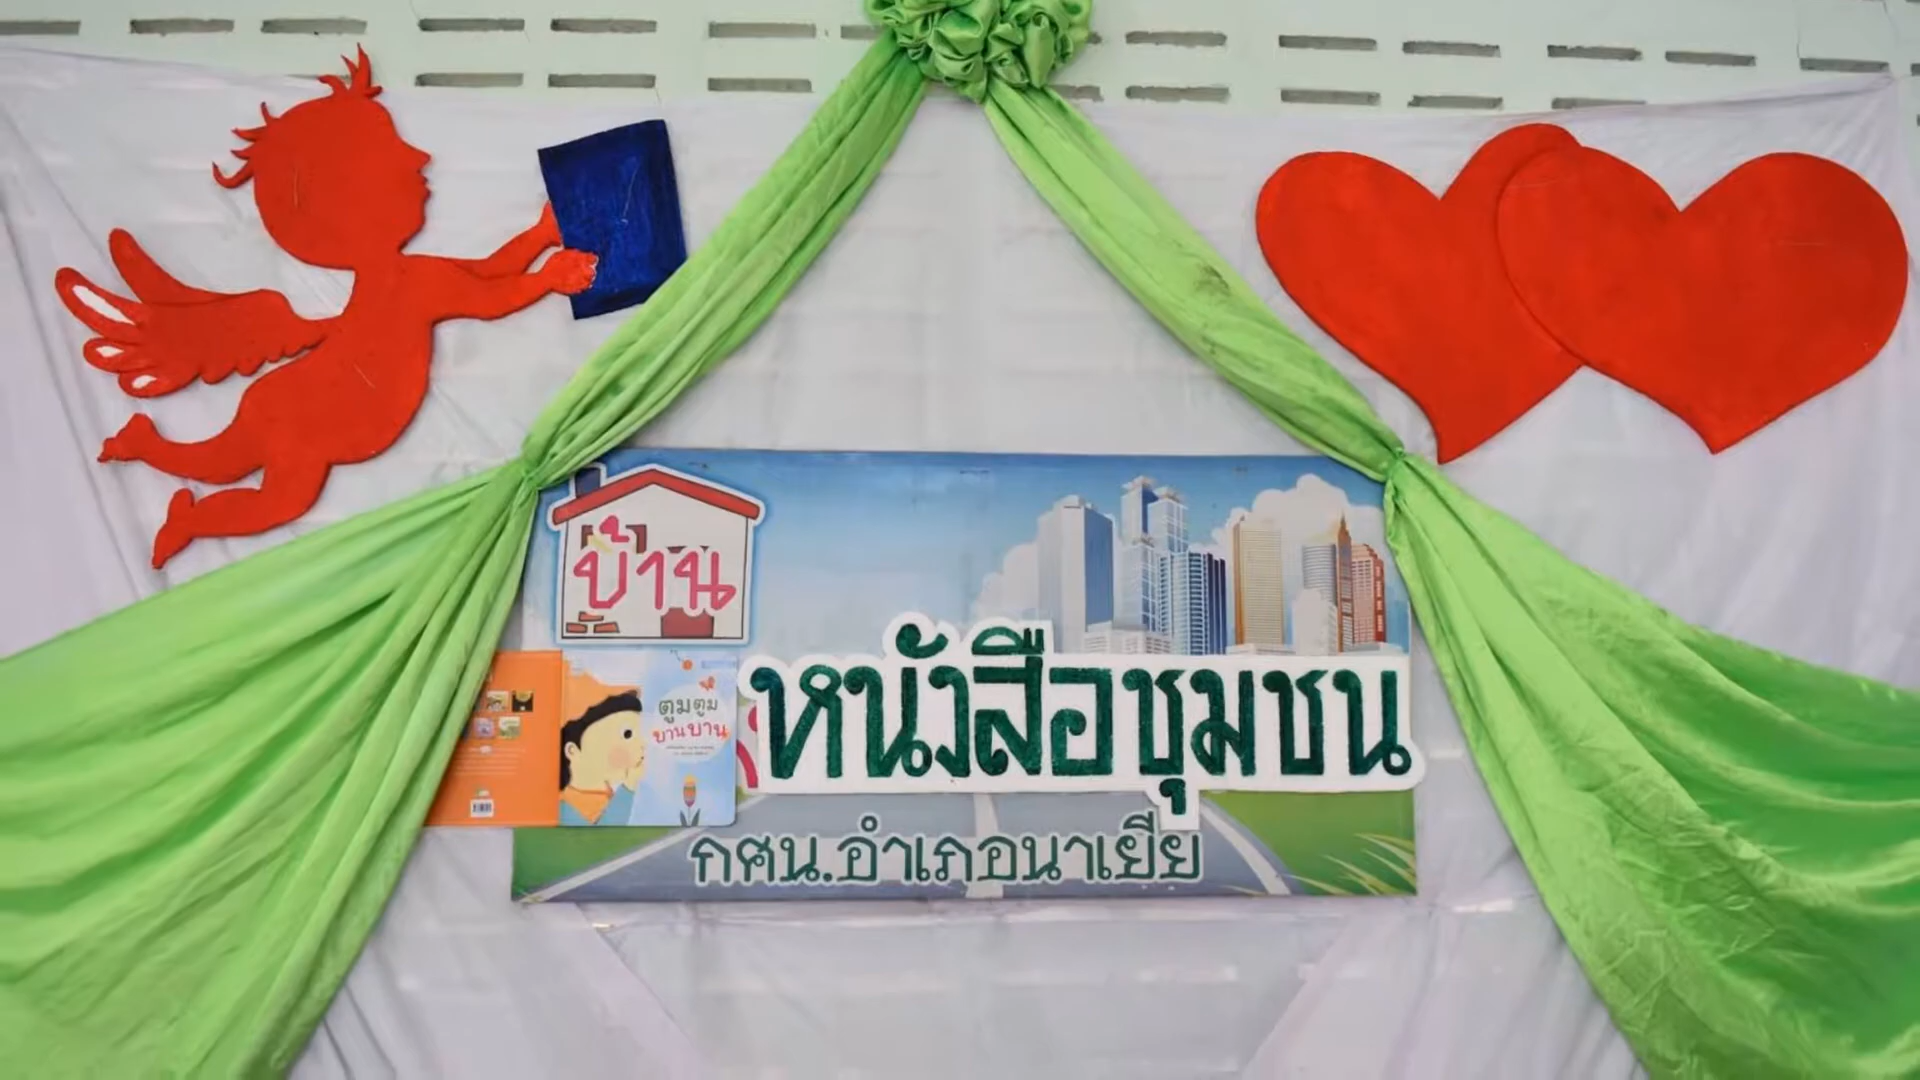 บ้าน
หนังสือชุมชน
ตูมตูม
บานบาน
กศน.อำเภอนาเยีย